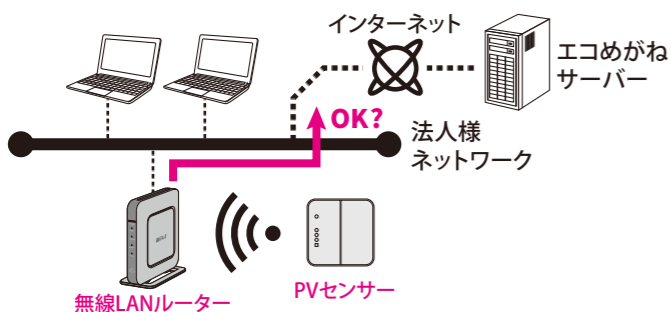 インターネット
エコめがね
サーバー
OK?
法人様
ネットワーク
無線LANルーター
PVセンサー